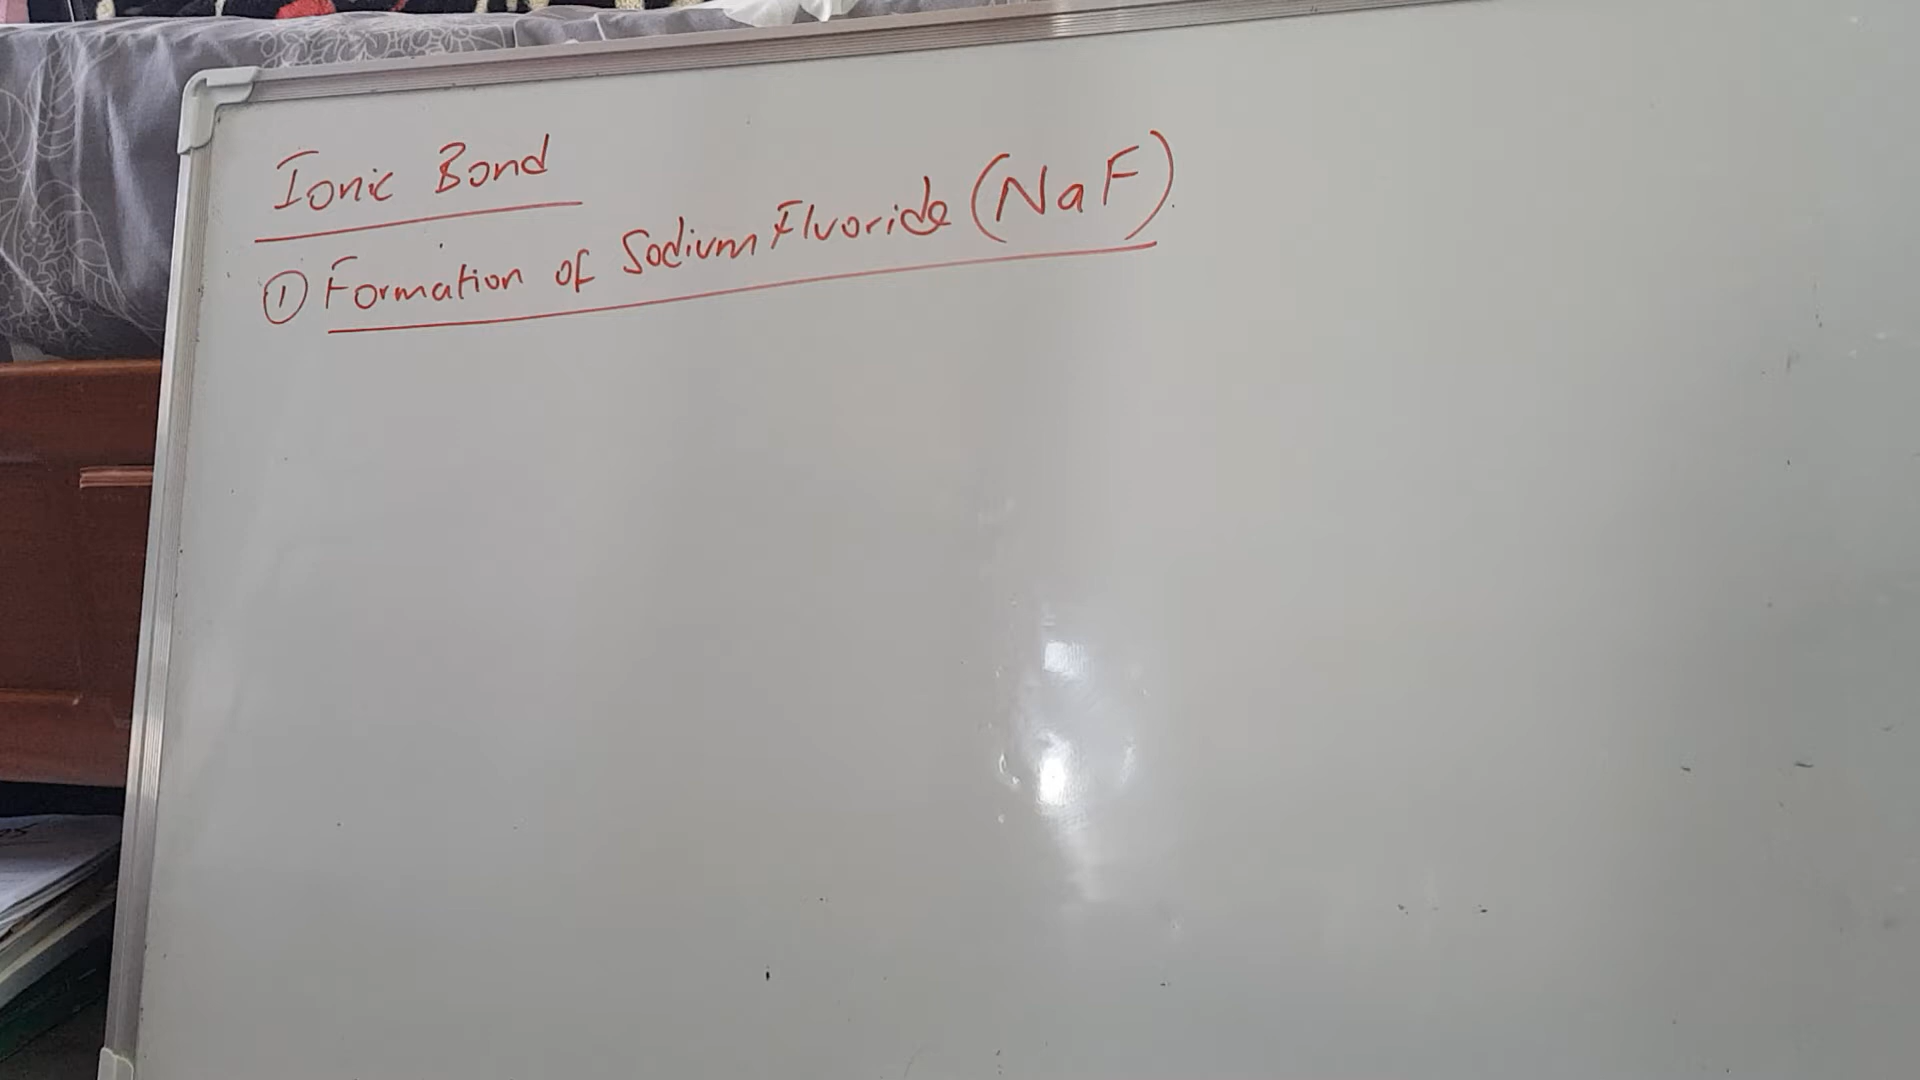 Ionic Bond
① Formation of Sodium Fluoride (NaF).